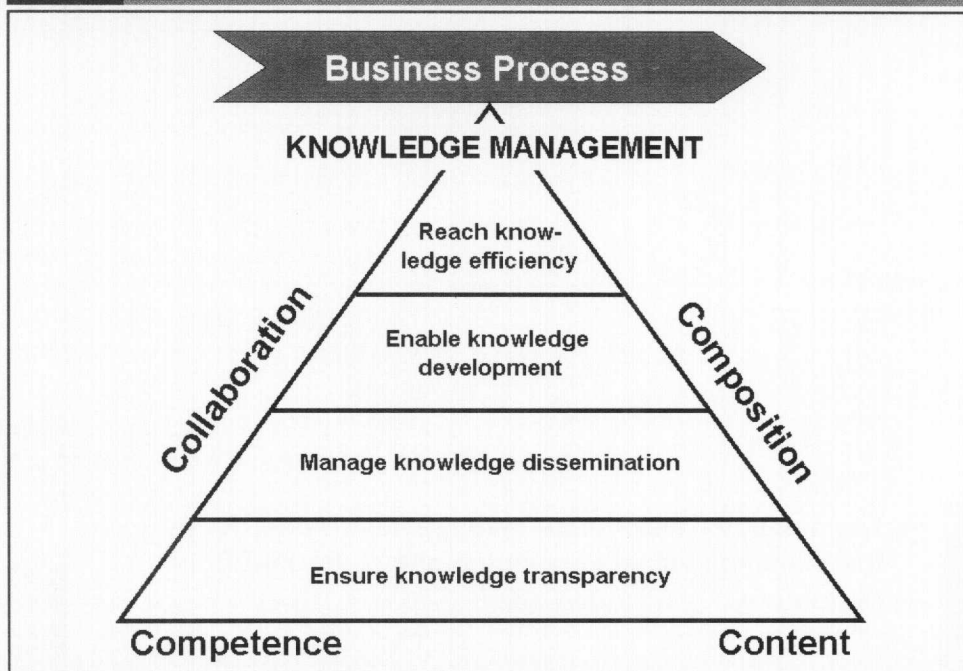 Business Process
KNOWLEDGE MANAGEMENT
Reach know-
ledge efficiency
Collaboration
Composition
Enable knowledge
development
Manage knowledge dissemination
Ensure knowledge transparency
Competence
Content